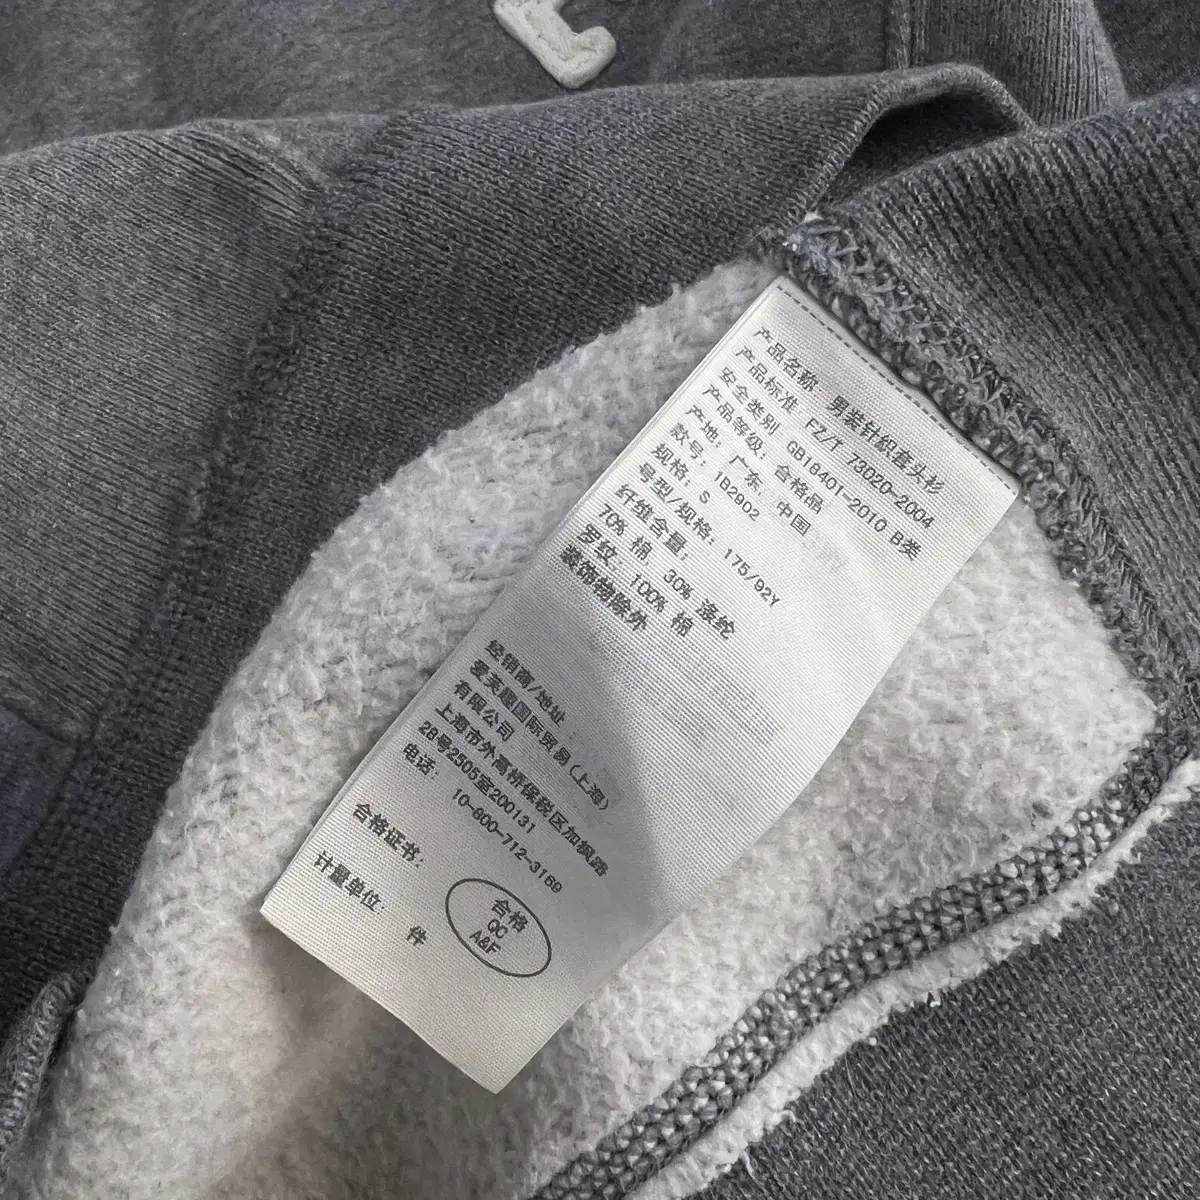 产品名称 男装针织套头衫
产品标准: FZ/T 73020-2004
安全类别 GB18401-2010 B类
产品等级: 合格品
产地: 广东, 中国
款号: 1B2902
规格: S
号型/规格: 175/92Y
纤维含量:
70% 棉, 30% 涤纶
罗纹: 100% 棉
装饰物除外
经销商/地址
爱芙趣国际贸易(上海)
有限公司
上海市外高桥保税区加枫路
28号2505室200131
电话: 10-800-712-3169
合格证书:
合格
QC
A&F
计量单位: 件